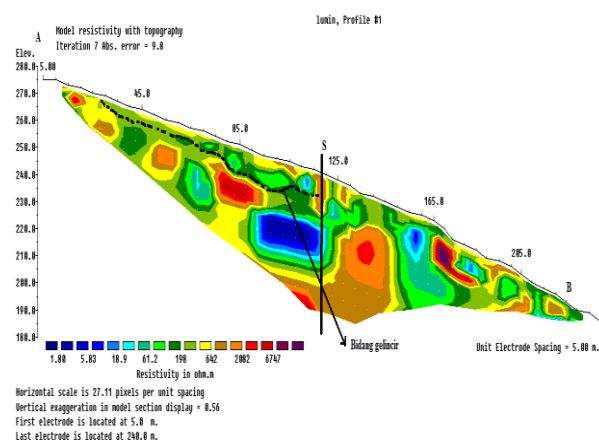 lumin, Profile #1
A
Model resistivity with topography
Iteration 7 Abs. error = 9.8
Elev.
280.0
5.00
270.0
45.0
260.0
85.0
250.0
S
240.0
125.0
230.0
165.0
220.0
210.0
205.0
200.0
B
190.0
180.0
Bidang gelincir
Unit Electrode Spacing = 5.00 m.
1.80 5.83 18.9 61.2 198 642 2082 6747
Resistivity in ohm.m
Horizontal scale is 27.11 pixels per unit spacing
Vertical exaggeration in model section display = 0.56
First electrode is located at 5.0 m.
Last electrode is located at 240.0 m.